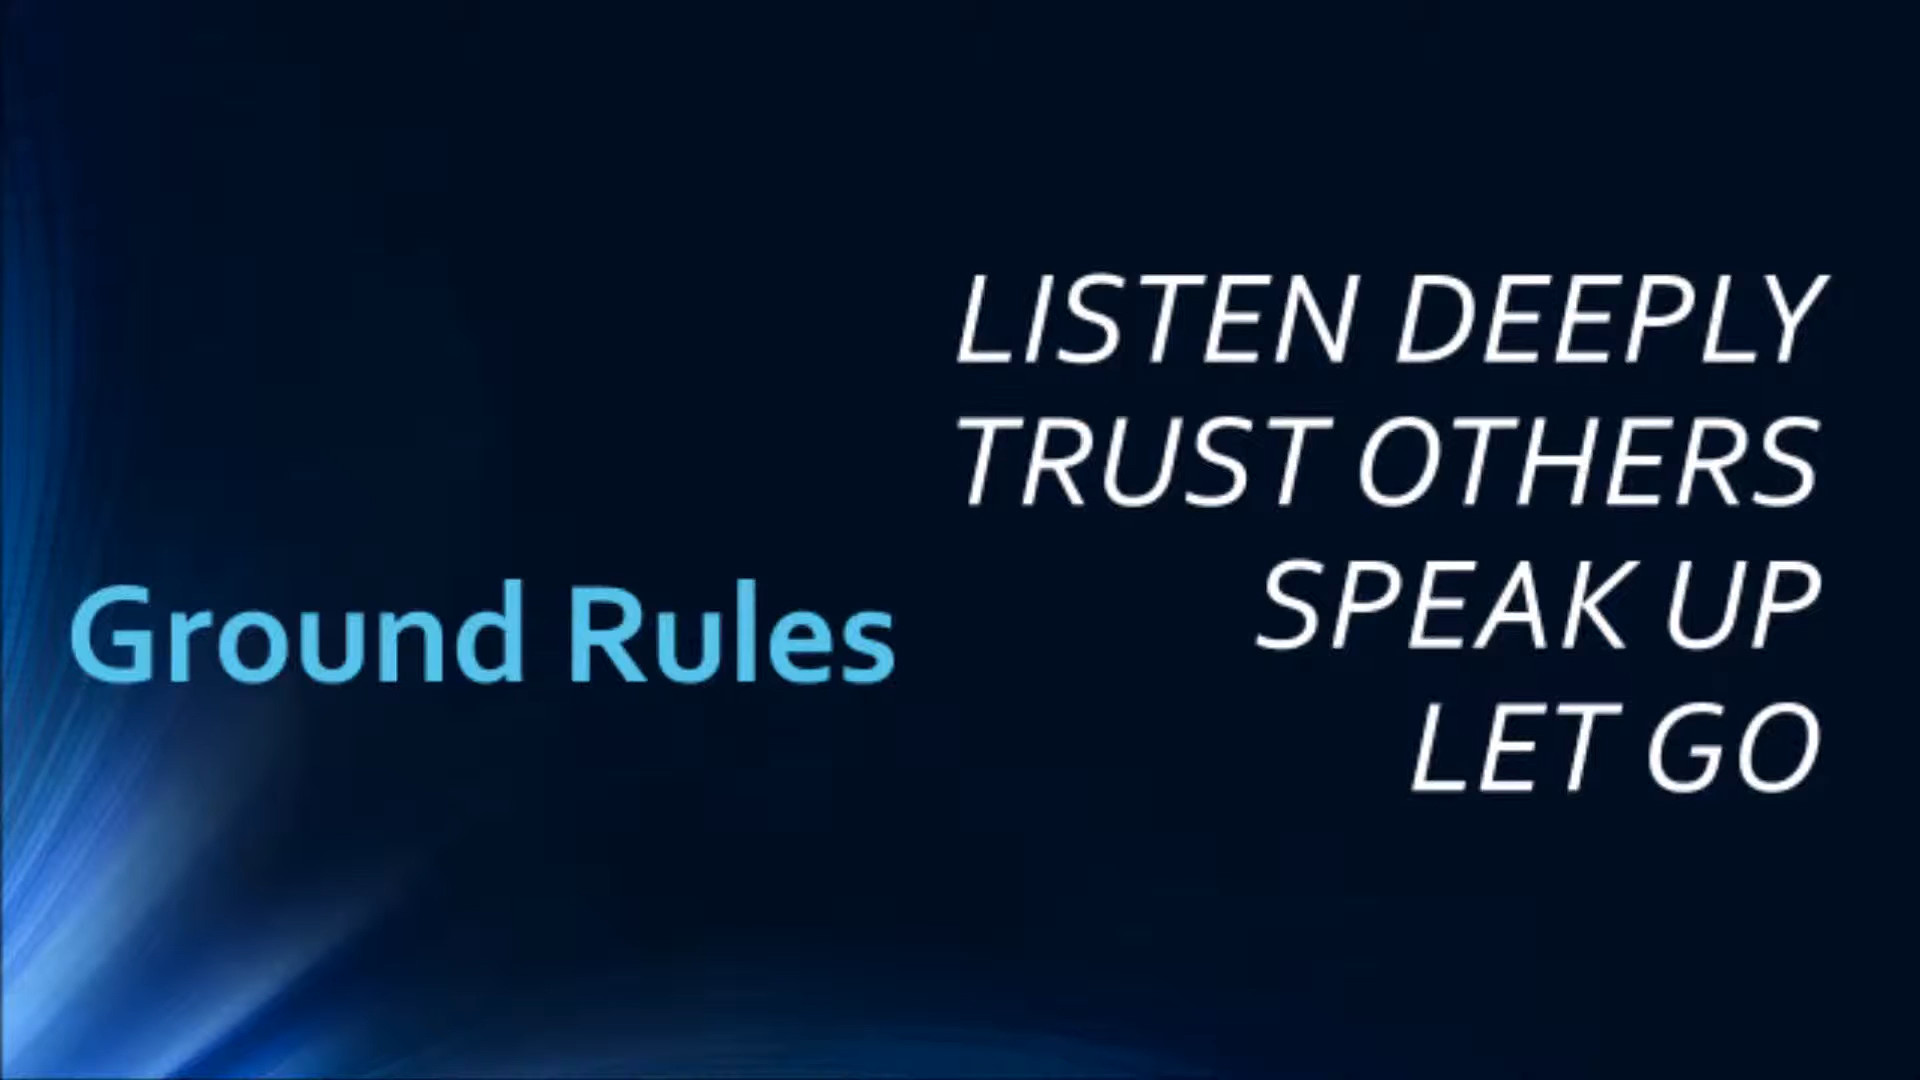 Ground Rules
LISTEN DEEPLY
TRUST OTHERS
SPEAK UP
LET GO